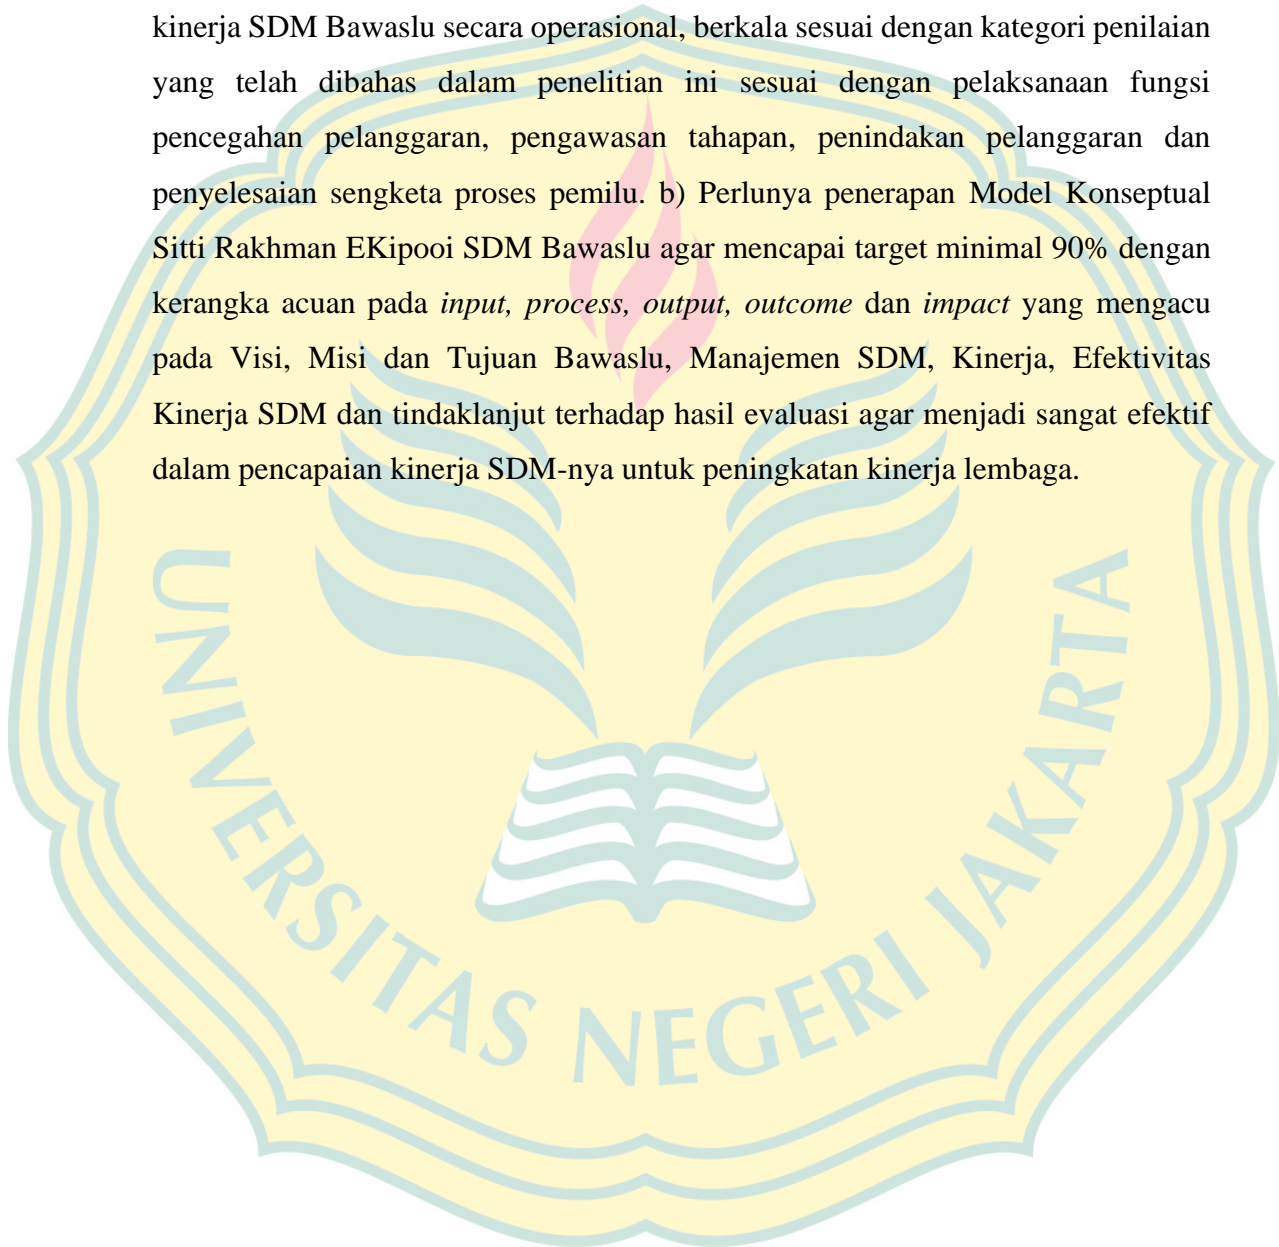 kinerja SDM Bawaslu secara operasional, berkala sesuai dengan kategori penilaian
yang telah dibahas dalam penelitian ini sesuai dengan pelaksanaan fungsi
pencegahan pelanggaran, pengawasan tahapan, penindakan pelanggaran dan
penyelesaian sengketa proses pemilu. b) Perlunya penerapan Model Konseptual
Sitti Rakhman EKipooi SDM Bawaslu agar mencapai target minimal 90% dengan
kerangka acuan pada input, process, output, outcome dan impact yang mengacu
pada Visi, Misi dan Tujuan Bawaslu, Manajemen SDM, Kinerja, Efektivitas
Kinerja SDM dan tindaklanjut terhadap hasil evaluasi agar menjadi sangat efektif
dalam pencapaian kinerja SDM-nya untuk peningkatan kinerja lembaga.
UNIVERSITAS NEGERI JAKARTA